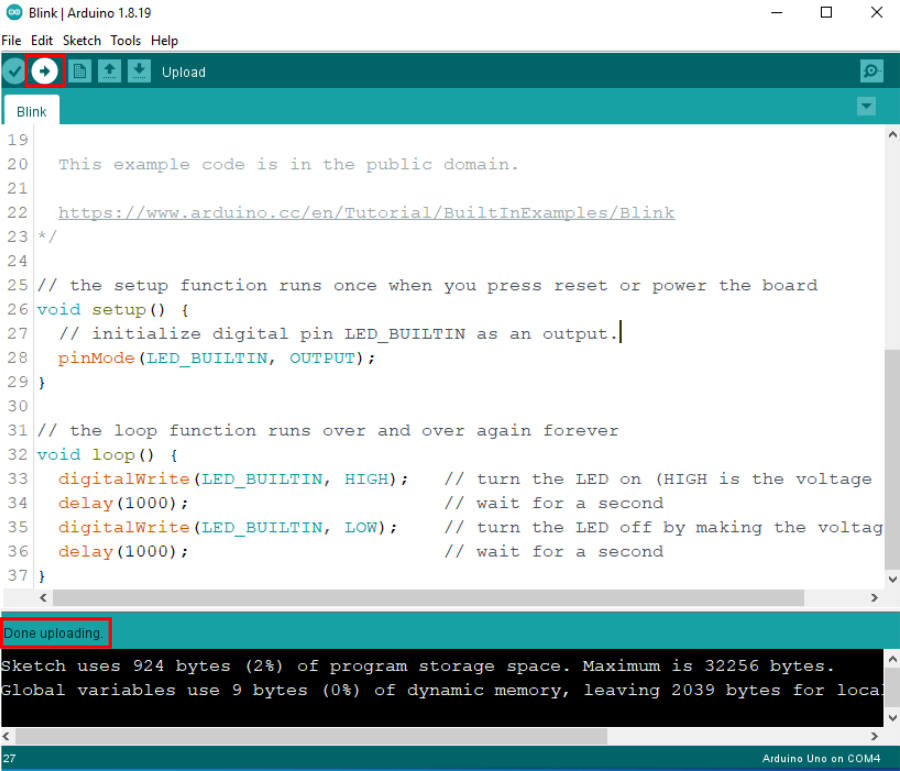 Blink | Arduino 1.8.19
File Edit Sketch Tools Help
Upload
Blink
19
20   This example code is in the public domain.
21
22   https://www.arduino.cc/en/Tutorial/BuiltInExamples/Blink
23 */
24
25 // the setup function runs once when you press reset or power the board
26 void setup() {
27   // initialize digital pin LED_BUILTIN as an output.
28   pinMode(LED_BUILTIN, OUTPUT);
29 }
30
31 // the loop function runs over and over again forever
32 void loop() {
33   digitalWrite(LED_BUILTIN, HIGH);   // turn the LED on (HIGH is the voltage
34   delay(1000);                       // wait for a second
35   digitalWrite(LED_BUILTIN, LOW);    // turn the LED off by making the voltag
36   delay(1000);                       // wait for a second
37 }
Done uploading.
Sketch uses 924 bytes (2%) of program storage space. Maximum is 32256 bytes.
Global variables use 9 bytes (0%) of dynamic memory, leaving 2039 bytes for local
27 Arduino Uno on COM4